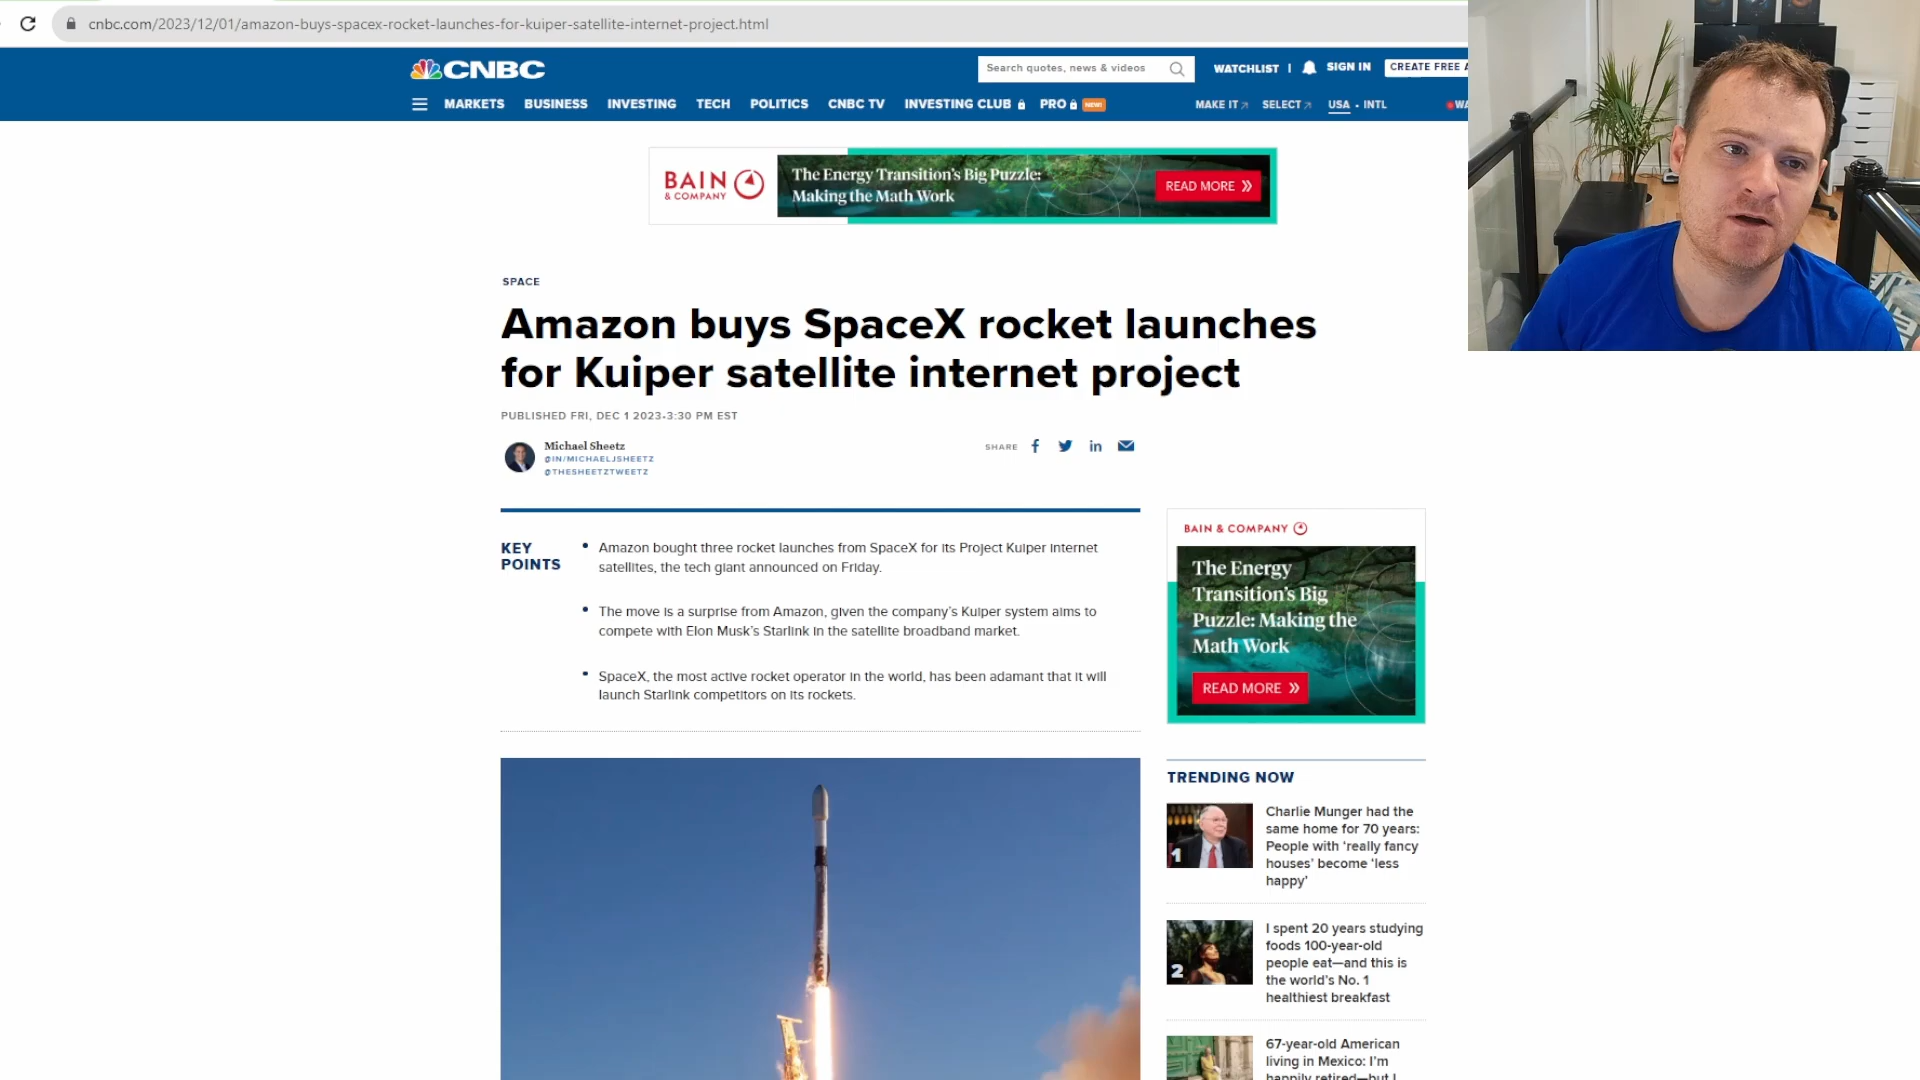 cnbc.com/2023/12/01/amazon-buys-spacex-rocket-launches-for-kuiper-satellite-internet-project.html
CNBC
Search quotes, news & videos
WATCHLIST |
SIGN IN
CREATE FREE A
MARKETS BUSINESS INVESTING TECH POLITICS CNBC TV INVESTING CLUB PRO NEW!
MAKE IT SELECT USA • INTL
WA
BAIN
& COMPANY
The Energy Transition's Big Puzzle:
Making the Math Work
READ MORE »
SPACE
Amazon buys SpaceX rocket launches
for Kuiper satellite internet project
PUBLISHED FRI, DEC 1 2023•3:30 PM EST
Michael Sheetz
@IN/MICHAELJSHEETZ
@THESHEETZTWEETZ
SHARE
KEY
POINTS
• Amazon bought three rocket launches from SpaceX for its Project Kuiper internet
satellites, the tech giant announced on Friday.
• The move is a surprise from Amazon, given the company's Kuiper system aims to
compete with Elon Musk's Starlink in the satellite broadband market.
• SpaceX, the most active rocket operator in the world, has been adamant that it will
launch Starlink competitors on its rockets.
BAIN & COMPANY
The Energy
Transition's Big
Puzzle: Making the
Math Work
READ MORE »
TRENDING NOW
1
Charlie Munger had the
same home for 70 years:
People with 'really fancy
houses' become 'less
happy'
2
I spent 20 years studying
foods 100-year-old
people eat—and this is
the world's No. 1
healthiest breakfast
67-year-old American
living in Mexico: I'm
happily retired—but I